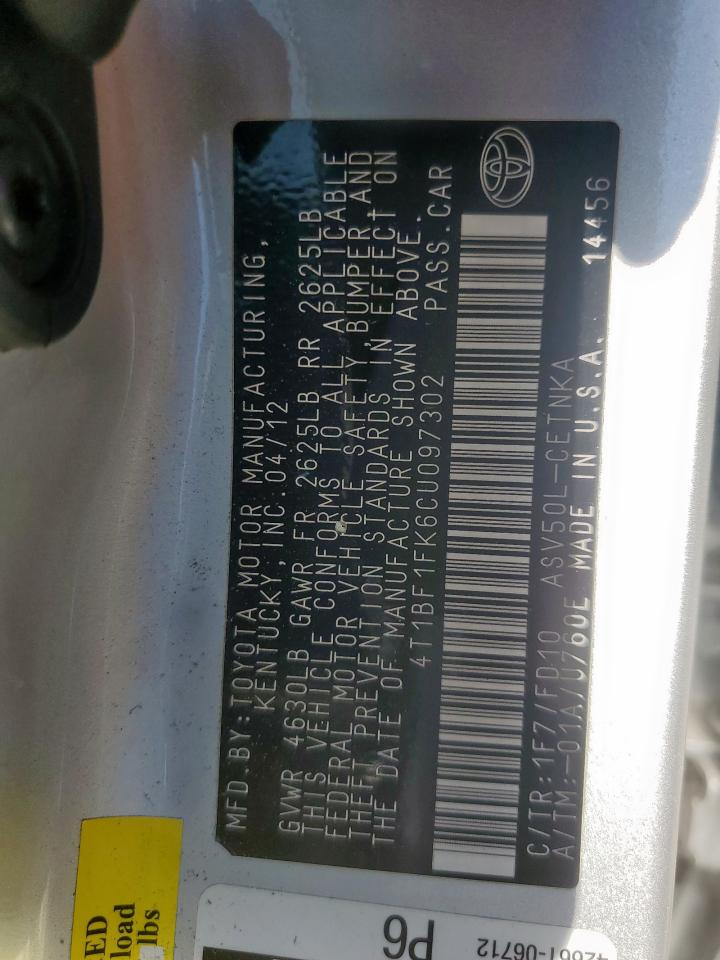 MFD.BY:TOYOTA MOTOR MANUFACTURING,
KENTUCKY, INC.04/12
GVWR 4630LB GAWR FR 2625LB RR 2625LB
THIS VEHICLE CONFORMS TO ALL APPLICABLE
FEDERAL MOTOR VEHICLE SAFETY, BUMPER AND
THEFT PREVENTION STANDARDS IN EFFECT ON
THE DATE OF MANUFACTURE SHOWN ABOVE.
4T1BF1FK6CU097302 PASS.CAR
C/TR:1F7/FD10 ASV50L-CETNKA
A/TM:-01A/U760E MADE IN U.S.A. 14456
ED
load
lbs
P6
42661-06712